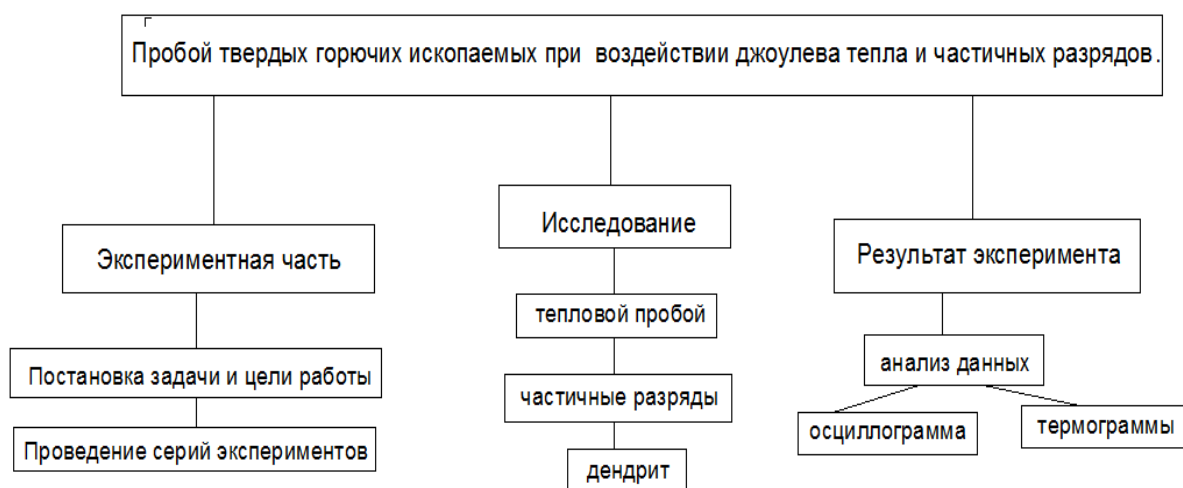 Пробой твердых горючих ископаемых при воздействии джоулева тепла и частичных разрядов.
Экспериментная часть
Постановка задачи и цели работы
Проведение серий экспериментов
Исследование
тепловой пробой
частичные разряды
дендрит
Результат эксперимента
анализ данных
осциллограмма
термограммы